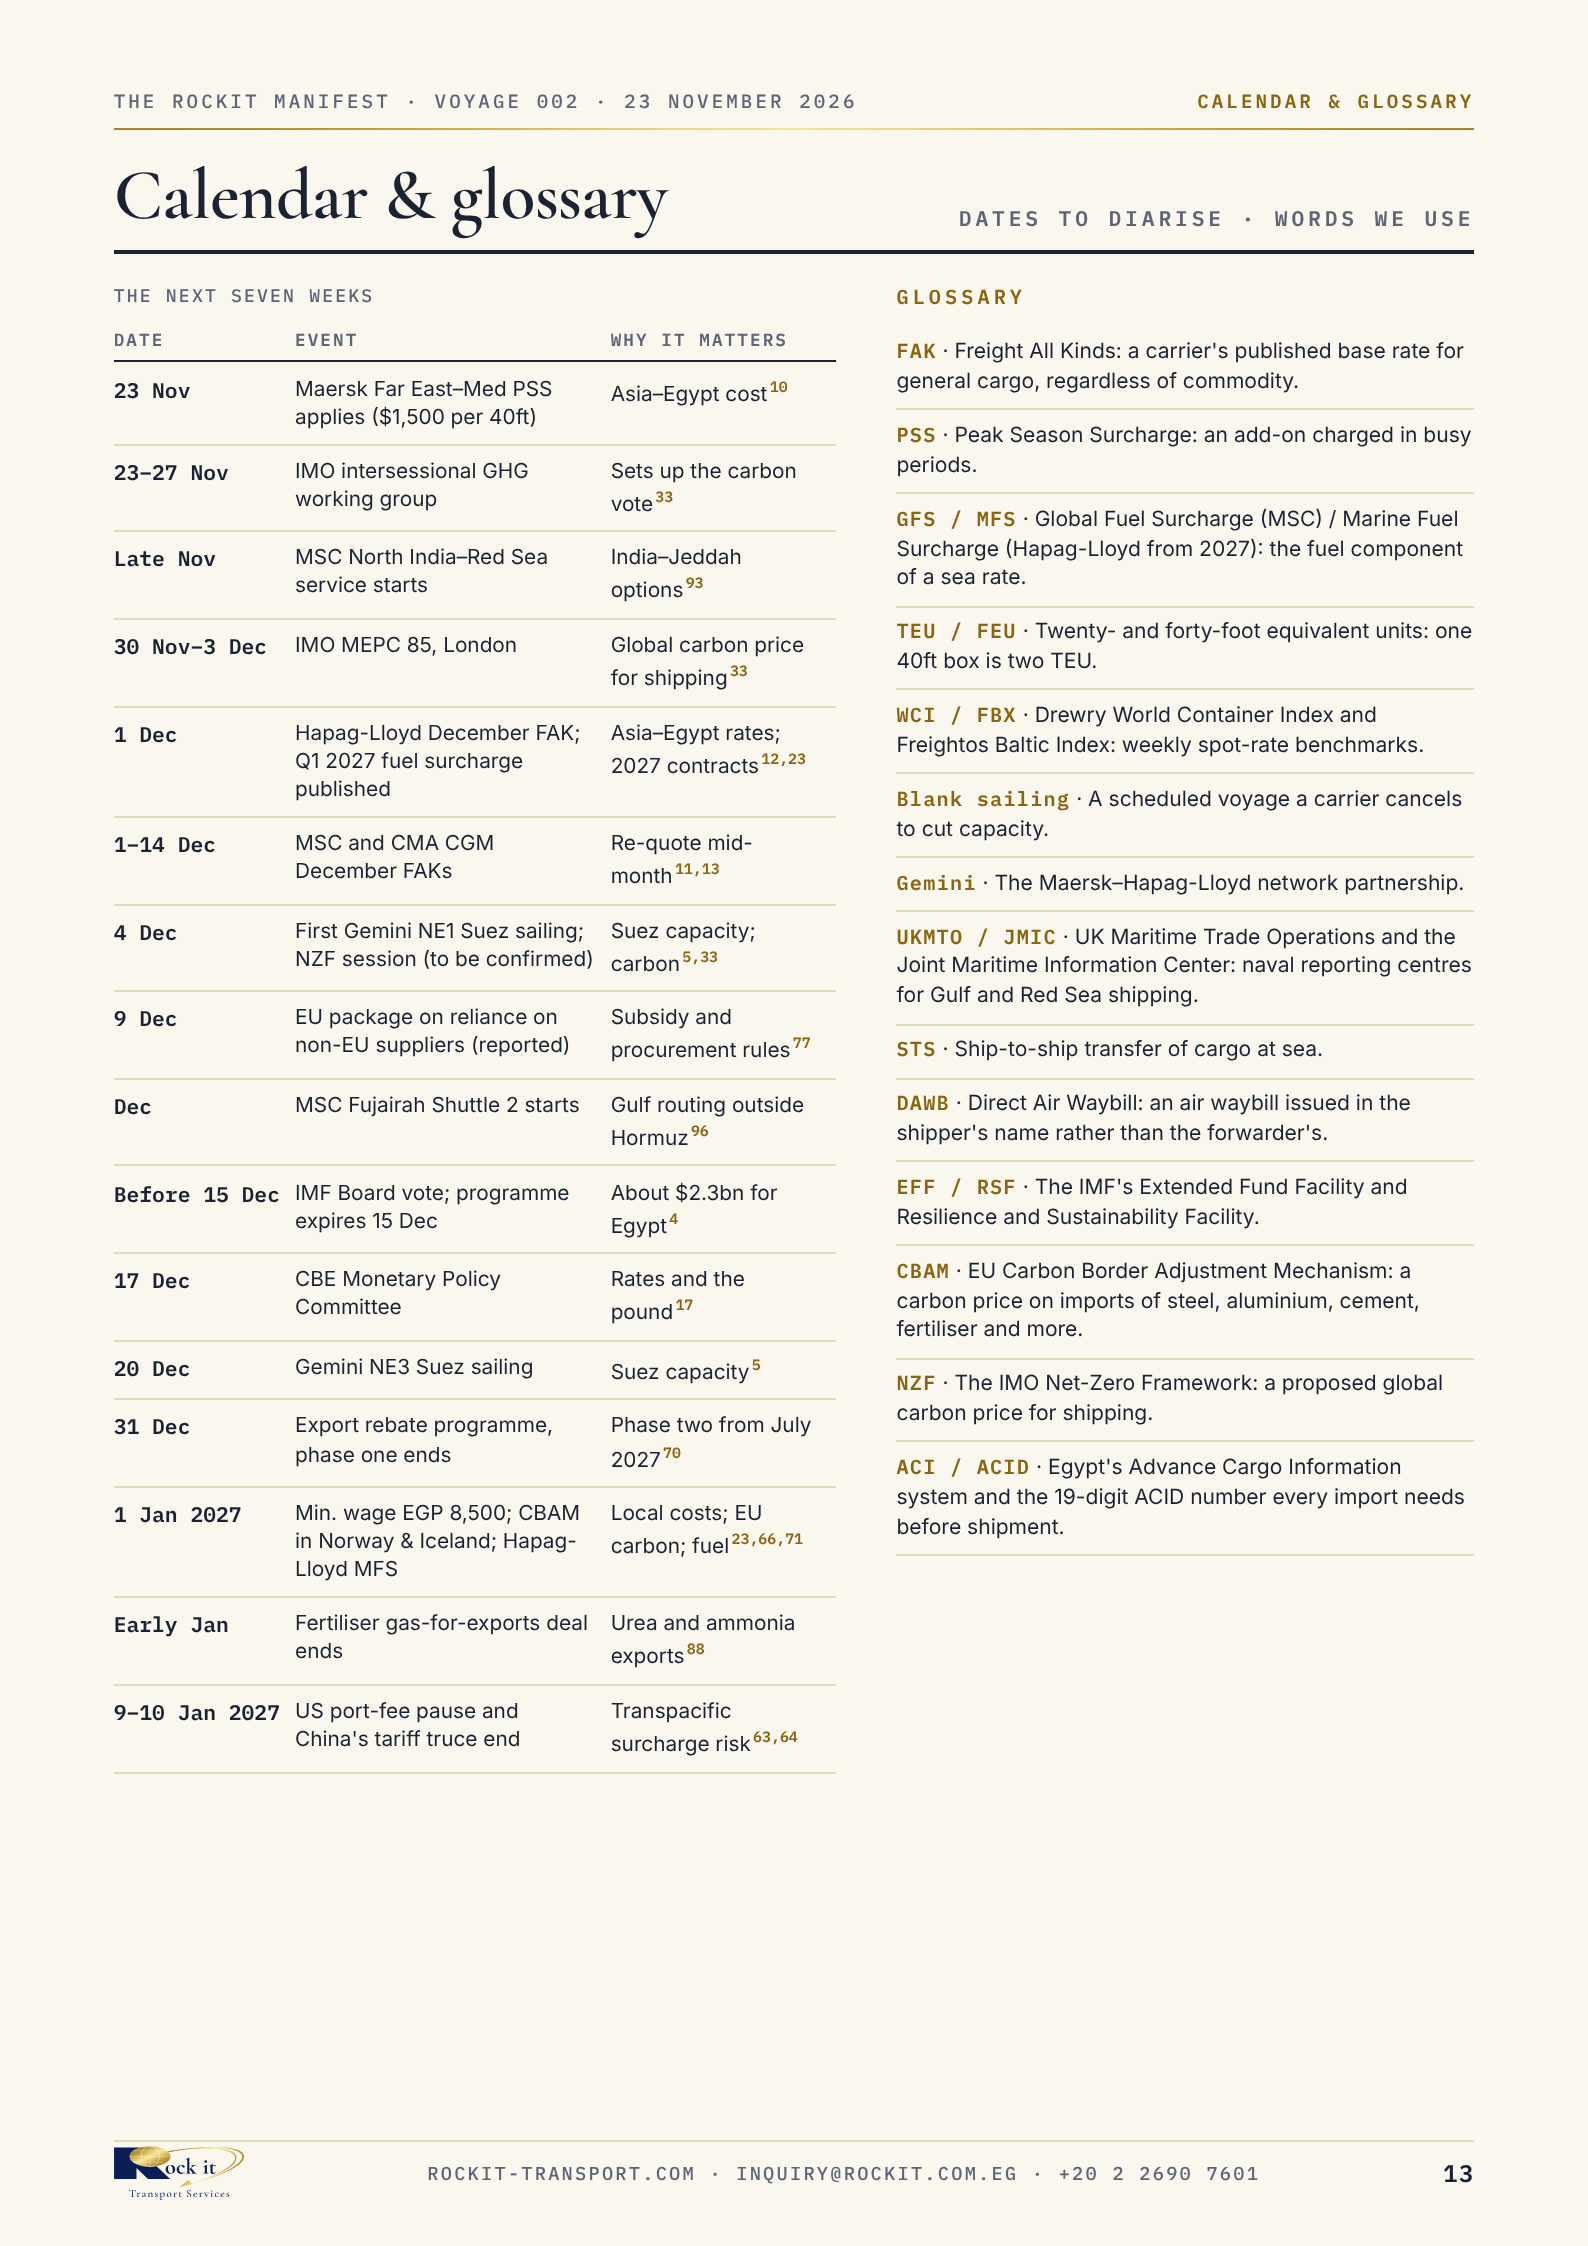 THE ROCKIT MANIFEST · VOYAGE 002 · 23 NOVEMBER 2026
CALENDAR & GLOSSARY
Calendar & glossary
DATES TO DIARISE · WORDS WE USE
THE NEXT SEVEN WEEKS
DATE EVENT WHY IT MATTERS
23 Nov Maersk Far East–Med PSS Asia–Egypt cost10
applies ($1,500 per 40ft)
23–27 Nov IMO intersessional GHG Sets up the carbon
working group vote33
Late Nov MSC North India–Red Sea India–Jeddah
service starts options93
30 Nov–3 Dec IMO MEPC 85, London Global carbon price
for shipping33
1 Dec Hapag-Lloyd December FAK; Asia–Egypt rates;
Q1 2027 fuel surcharge 2027 contracts12,23
published
1–14 Dec MSC and CMA CGM Re-quote mid-
December FAKs month11,13
4 Dec First Gemini NE1 Suez sailing; Suez capacity;
NZF session (to be confirmed) carbon5,33
9 Dec EU package on reliance on Subsidy and
non-EU suppliers (reported) procurement rules77
Dec MSC Fujairah Shuttle 2 starts Gulf routing outside
Hormuz96
Before 15 Dec IMF Board vote; programme About $2.3bn for
expires 15 Dec Egypt4
17 Dec CBE Monetary Policy Rates and the
Committee pound17
20 Dec Gemini NE3 Suez sailing Suez capacity5
31 Dec Export rebate programme, Phase two from July
phase one ends 202770
1 Jan 2027 Min. wage EGP 8,500; CBAM Local costs; EU
in Norway & Iceland; Hapag- carbon; fuel23,66,71
Lloyd MFS
Early Jan Fertiliser gas-for-exports deal Urea and ammonia
ends exports88
9–10 Jan 2027 US port-fee pause and Transpacific
China's tariff truce end surcharge risk63,64
GLOSSARY
FAK · Freight All Kinds: a carrier's published base rate for
general cargo, regardless of commodity.
PSS · Peak Season Surcharge: an add-on charged in busy
periods.
GFS / MFS · Global Fuel Surcharge (MSC) / Marine Fuel
Surcharge (Hapag-Lloyd from 2027): the fuel component
of a sea rate.
TEU / FEU · Twenty- and forty-foot equivalent units: one
40ft box is two TEU.
WCI / FBX · Drewry World Container Index and
Freightos Baltic Index: weekly spot-rate benchmarks.
Blank sailing · A scheduled voyage a carrier cancels
to cut capacity.
Gemini · The Maersk–Hapag-Lloyd network partnership.
UKMTO / JMIC · UK Maritime Trade Operations and the
Joint Maritime Information Center: naval reporting centres
for Gulf and Red Sea shipping.
STS · Ship-to-ship transfer of cargo at sea.
DAWB · Direct Air Waybill: an air waybill issued in the
shipper's name rather than the forwarder's.
EFF / RSF · The IMF's Extended Fund Facility and
Resilience and Sustainability Facility.
CBAM · EU Carbon Border Adjustment Mechanism: a
carbon price on imports of steel, aluminium, cement,
fertiliser and more.
NZF · The IMO Net-Zero Framework: a proposed global
carbon price for shipping.
ACI / ACID · Egypt's Advance Cargo Information
system and the 19-digit ACID number every import needs
before shipment.
Rock it
Transport Services
ROCKIT-TRANSPORT.COM · INQUIRY@ROCKIT.COM.EG · +20 2 2690 7601
13